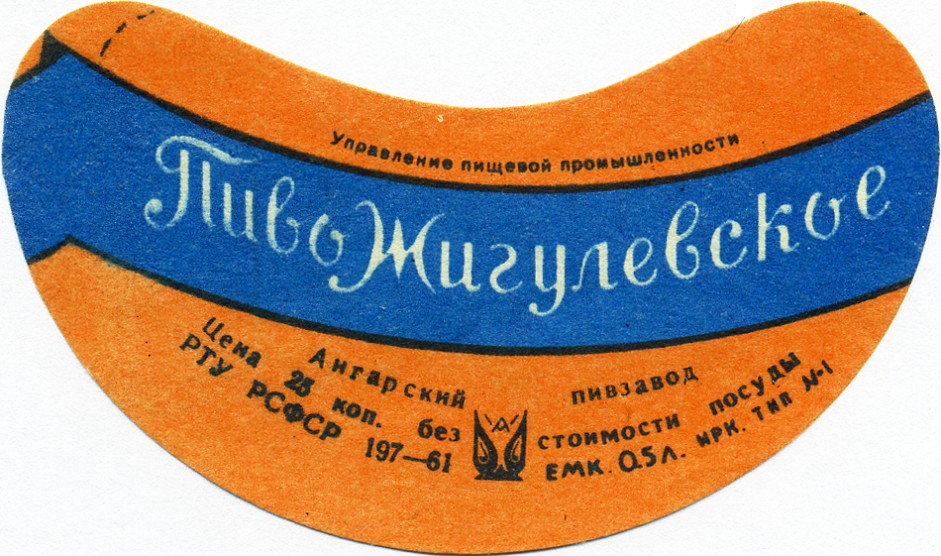 Управление пищевой промышленности
Пиво Жигулевское
Ангарский пивзавод
Цена 25 коп. без стоимости посуды
РТУ РСФСР 197—61 ЕМК. 0.5 Л. ИРК. ТИП М-1